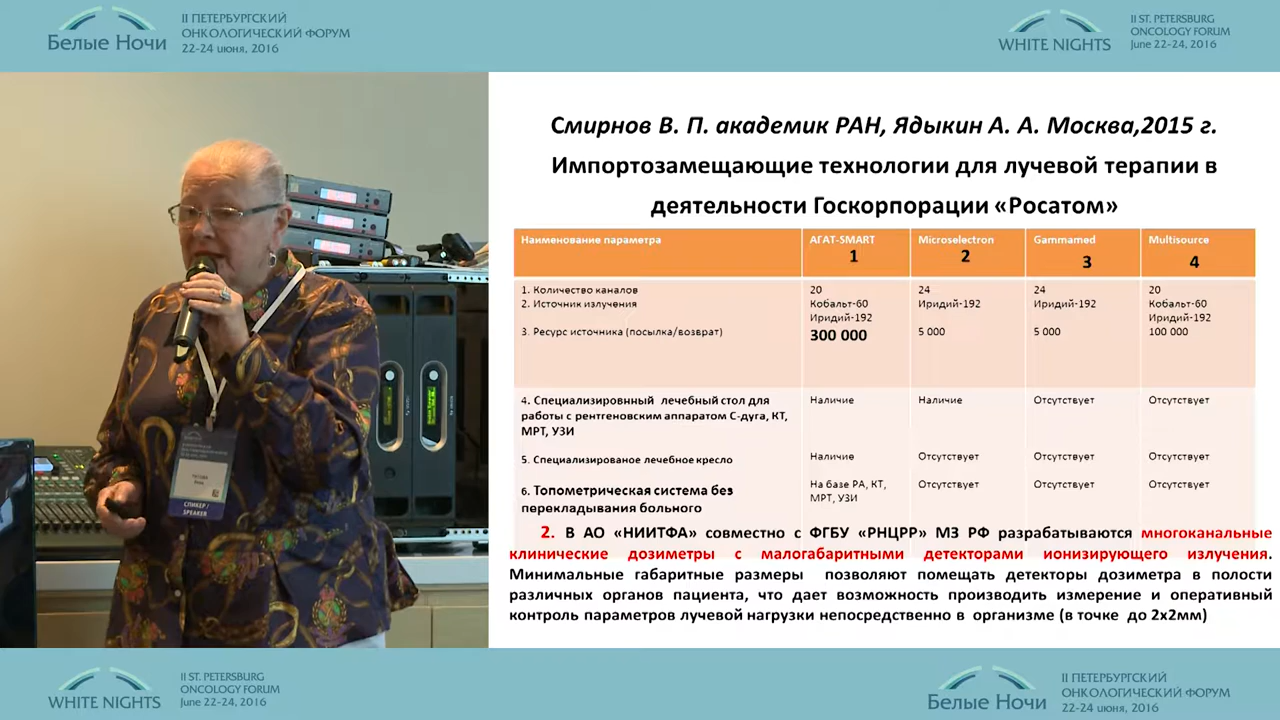 II ПЕТЕРБУРГСКИЙ
ОНКОЛОГИЧЕСКИЙ ФОРУМ
Белые Ночи
22-24 июня, 2016
II ST. PETERSBURG
ONCOLOGY FORUM
WHITE NIGHTS
June 22-24, 2016
Смирнов В. П. академик РАН, Ядыкин А. А. Москва,2015 г.
Импортозамещающие технологии для лучевой терапии в
деятельности Госкорпорации «Росатом»
Наименование параметра АГАТ-SMART Microselectron Gammamed Multisource
1 2 3 4
1. Количество каналов 20 24 24 20
2. Источник излучения Кобальт-60 Иридий-192 Иридий-192 Кобальт-60
Иридий-192 Иридий-192
3. Ресурс источника (посылка/возврат) 300 000 5 000 5 000 100 000
4. Специализировнный лечебный стол для Наличие Наличие Отсутствует Отсутствует
работы с рентгеновским аппаратом С-дуга, КТ,
МРТ, УЗИ
5. Специализированое лечебное кресло Наличие Отсутствует Отсутствует Отсутствует
6. Топометрическая система без На базе РА, КТ, Отсутствует Отсутствует Отсутствует
перекладывания больного МРТ, УЗИ
2. В АО «НИИТФА» совместно с ФГБУ «РНЦРР» МЗ РФ разрабатываются многоканальные
клинические дозиметры с малогабаритными детекторами ионизирующего излучения.
Минимальные габаритные размеры позволяют помещать детекторы дозиметра в полости
различных органов пациента, что дает возможность производить измерение и оперативный
контроль параметров лучевой нагрузки непосредственно в организме (в точке до 2х2мм)
СПИКЕР /
SPEAKER
II ST. PETERSBURG
ONCOLOGY FORUM
WHITE NIGHTS
June 22-24, 2016
II ПЕТЕРБУРГСКИЙ
ОНКОЛОГИЧЕСКИЙ ФОРУМ
Белые Ночи
22-24 июня, 2016